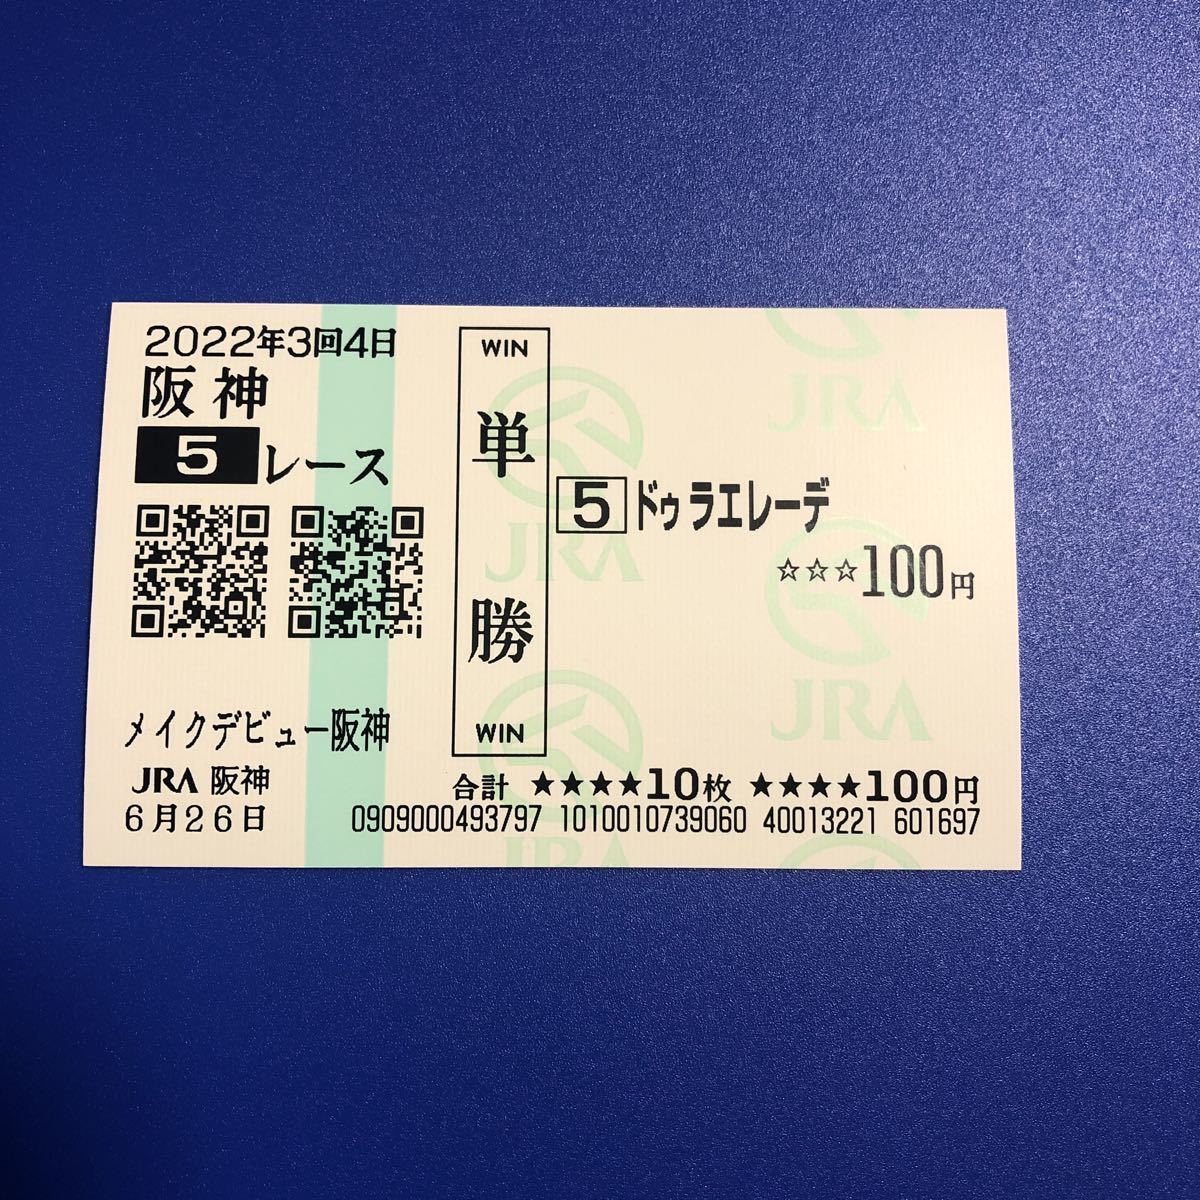 2022年3回4日
阪神
5レース
メイクデビュー阪神
JRA 阪神
6月26日
WIN
単勝
WIN
5 ドゥラエレーデ
☆☆☆100円
合計 ★★★★10枚 ★★★★100円
0909000493797 1010010739060 40013221 601697
JRA
JRA
JRA
JRA
JRA